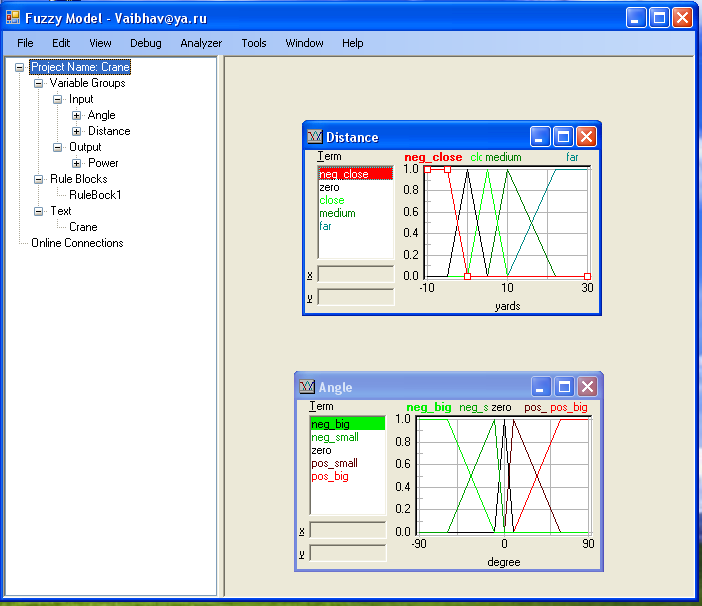 Fuzzy Model - Vaibhav@ya.ru
File Edit View Debug Analyzer Tools Window Help
Project Name: Crane
Variable Groups
Input
Angle
Distance
Output
Power
Rule Blocks
RuleBock1
Text
Crane
Online Connections
Distance
Term
neg_close
zero
close
medium
far
x
y
neg_close cl medium far
1.0
0.8
0.6
0.4
0.2
0.0
-10 10 30
yards
Angle
Term
neg_big
neg_small
zero
pos_small
pos_big
x
y
neg_big neg_s zero pos_ pos_big
1.0
0.8
0.6
0.4
0.2
0.0
-90 0 90
degree